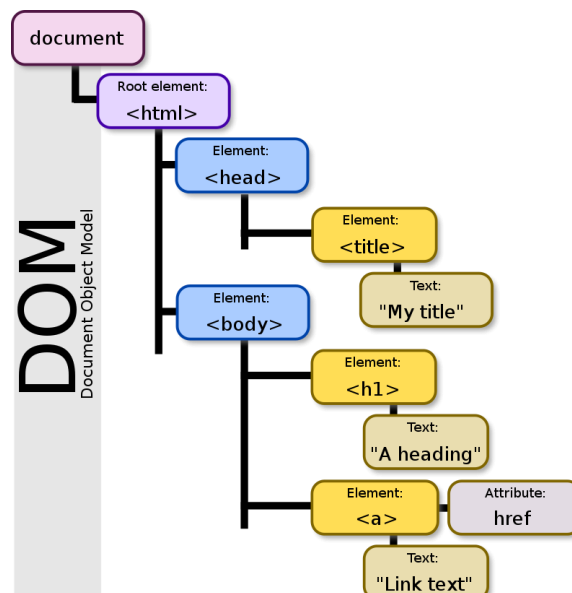 document
Root element:
<html>
Element:
<head>
Element:
<title>
Text:
"My title"
Element:
<body>
Element:
<h1>
Text:
"A heading"
Element:
<a>
Attribute:
href
Text:
"Link text"
DOM
Document Object Model